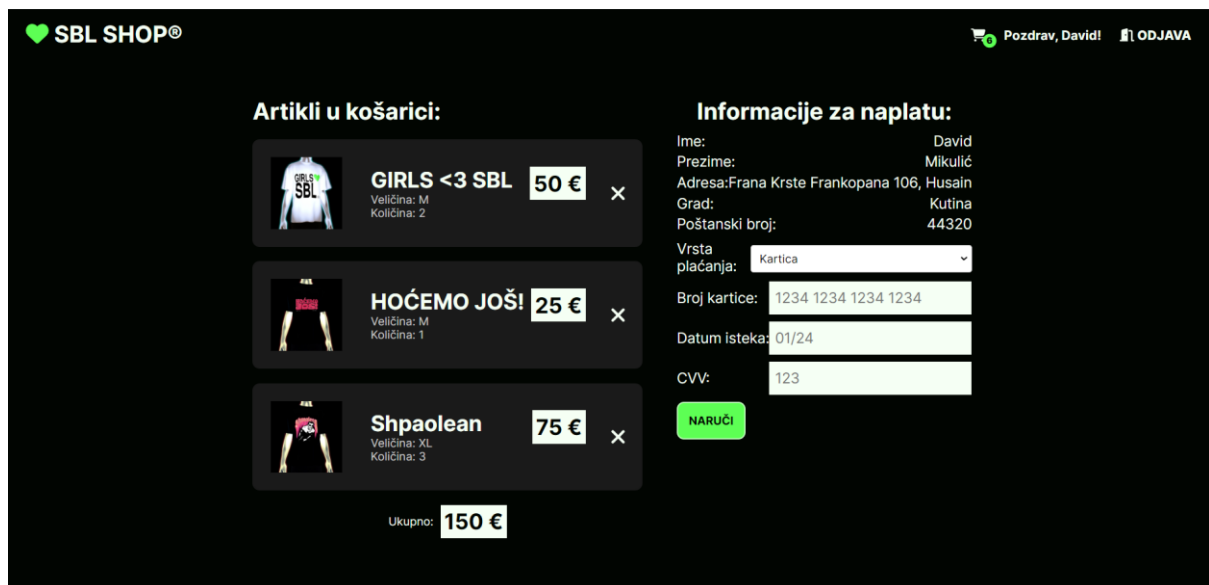 SBL SHOP®
6
Pozdrav, David!
ODJAVA
Artikli u košarici:
GIRLS <3 SBL
50 €
Veličina: M
Količina: 2
GIRLS
SBL
HOĆEMO JOŠ!
25 €
Veličina: M
Količina: 1
Shpaolean
75 €
Veličina: XL
Količina: 3
Ukupno: 150 €
Informacije za naplatu:
Ime: David
Prezime: Mikulić
Adresa:Frana Krste Frankopana 106, Husain
Grad: Kutina
Poštanski broj: 44320
Vrsta
plaćanja: Kartica
Broj kartice: 1234 1234 1234 1234
Datum isteka: 01/24
CVV: 123
NARUČI